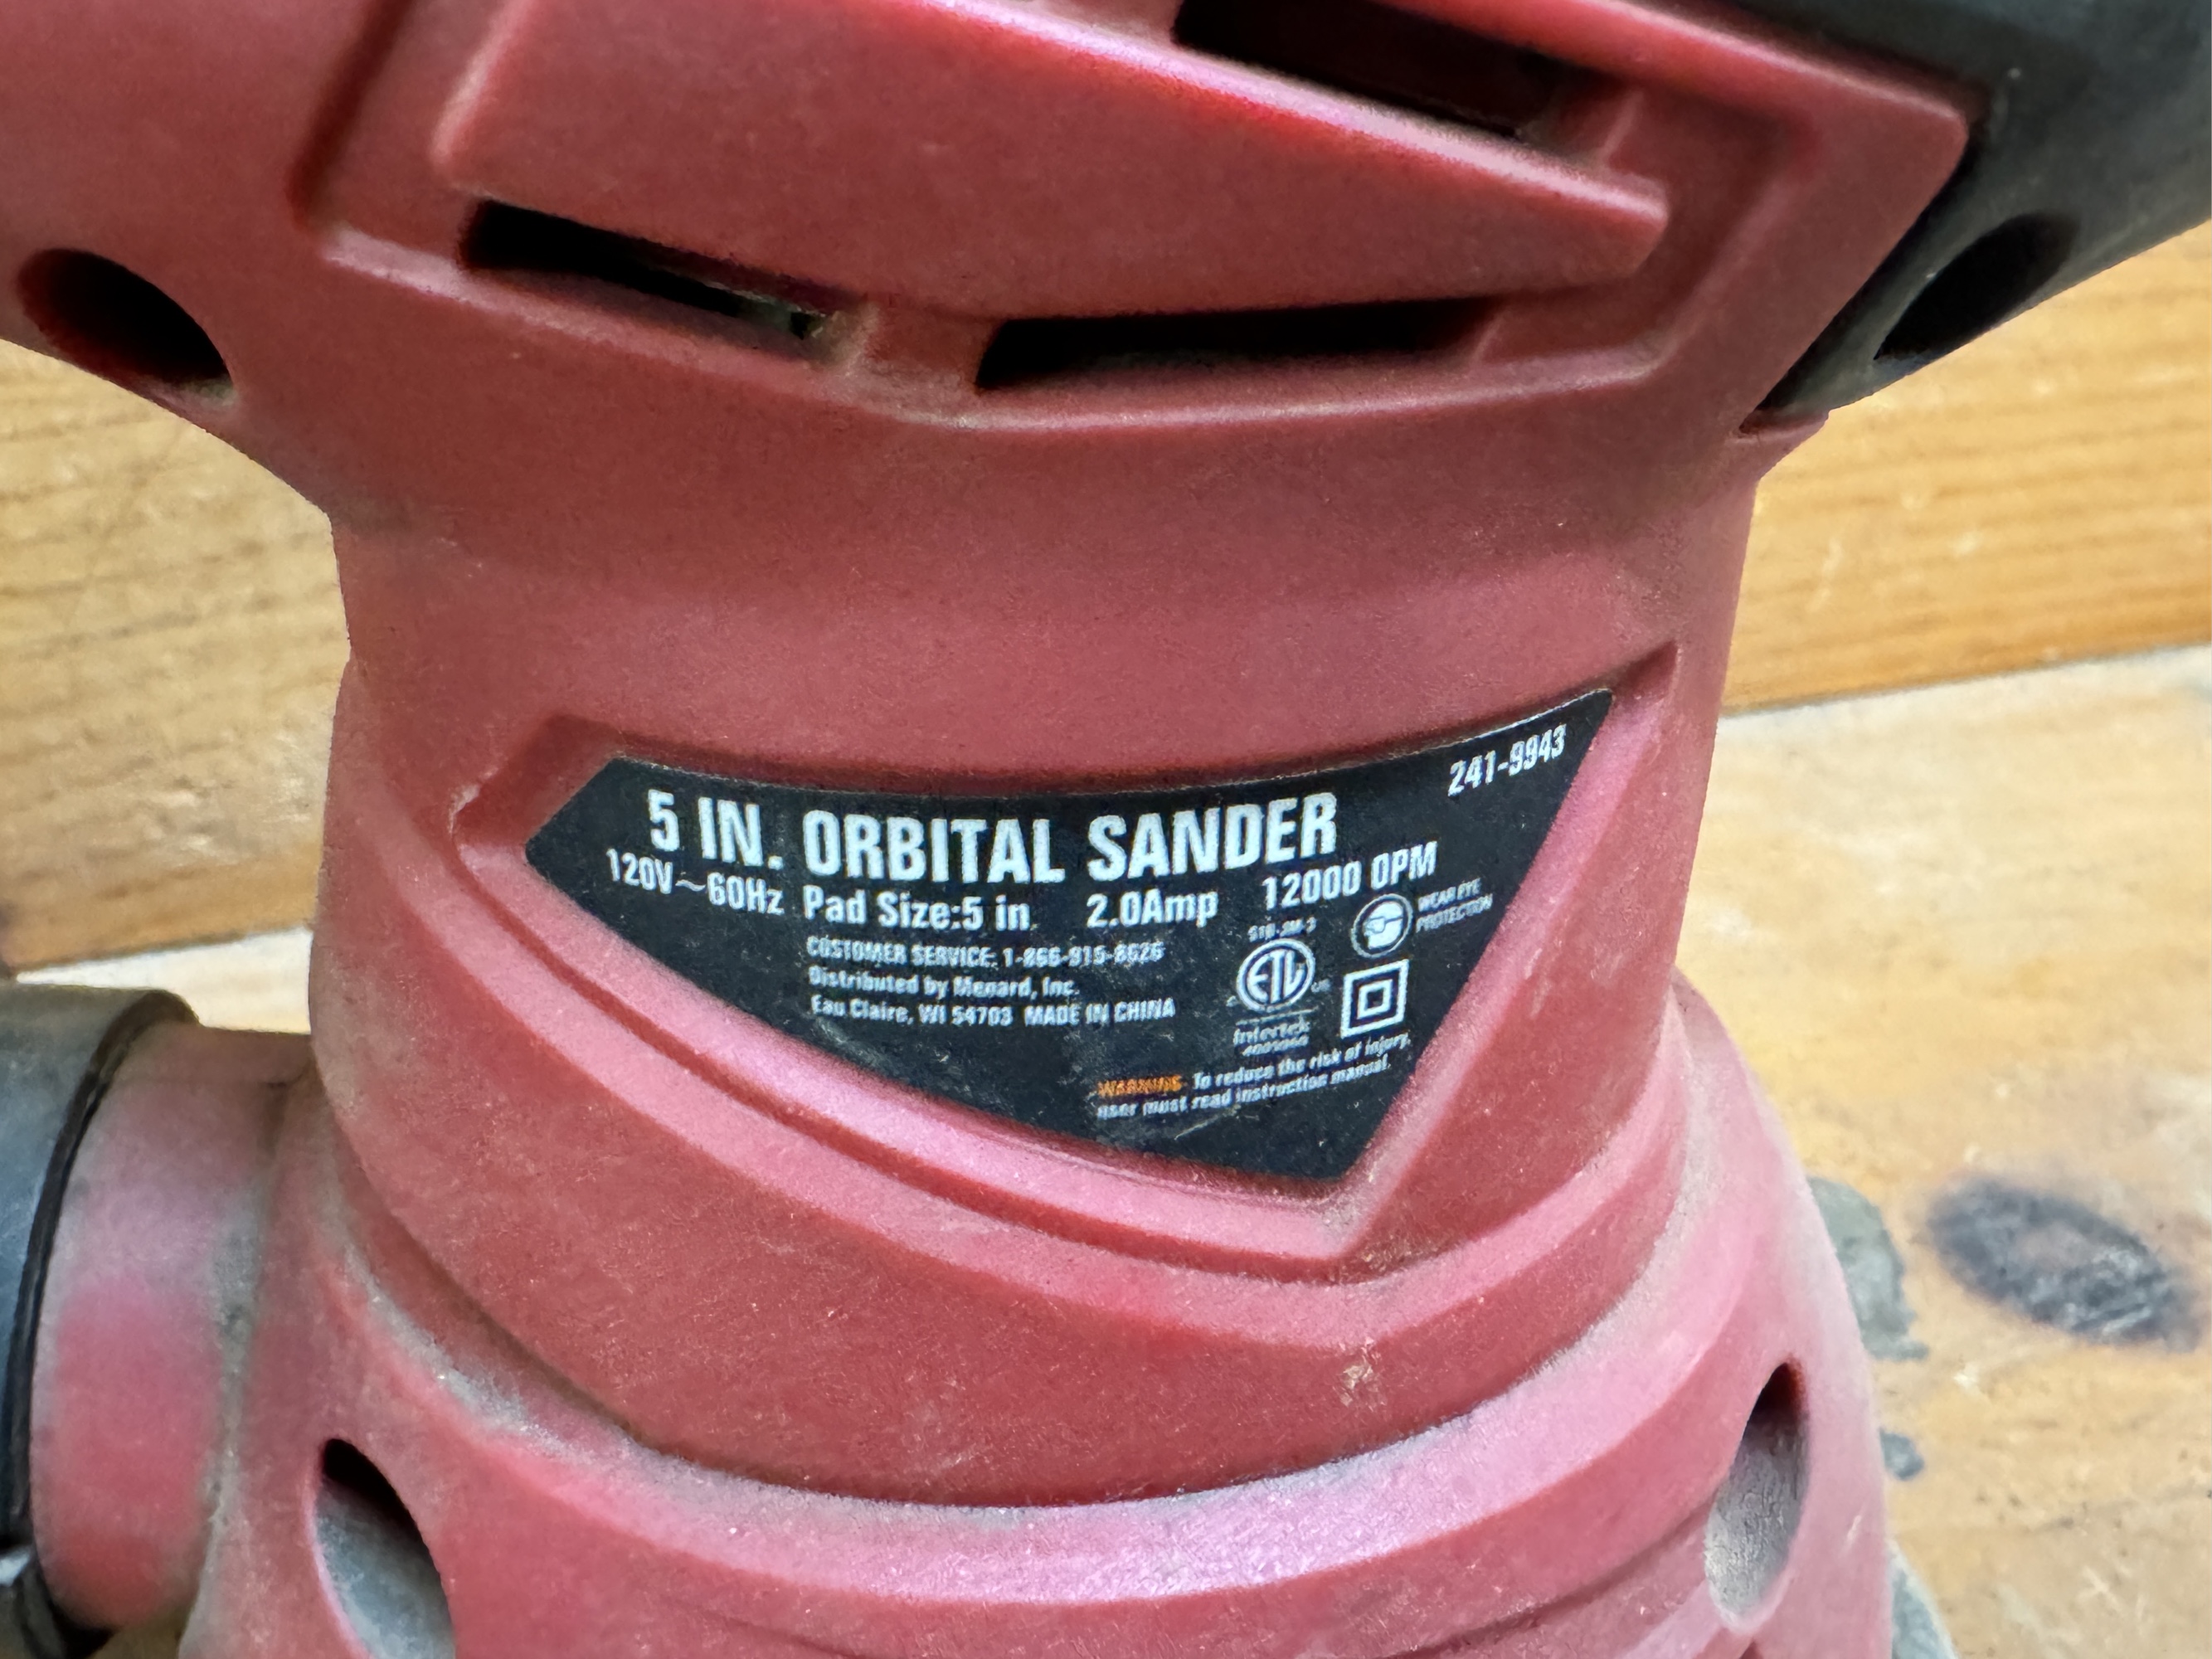 241-9943
5 IN. ORBITAL SANDER
120V~60Hz Pad Size:5 in. 2.0Amp 12000 OPM
WEAR EYE
PROTECTION
CUSTOMER SERVICE: 1-866-915-8626
Distributed by Menard, Inc.
Eau Claire, WI 54703 MADE IN CHINA
ETL
C US
Intertek
WARNING To reduce the risk of injury,
user must read instruction manual.